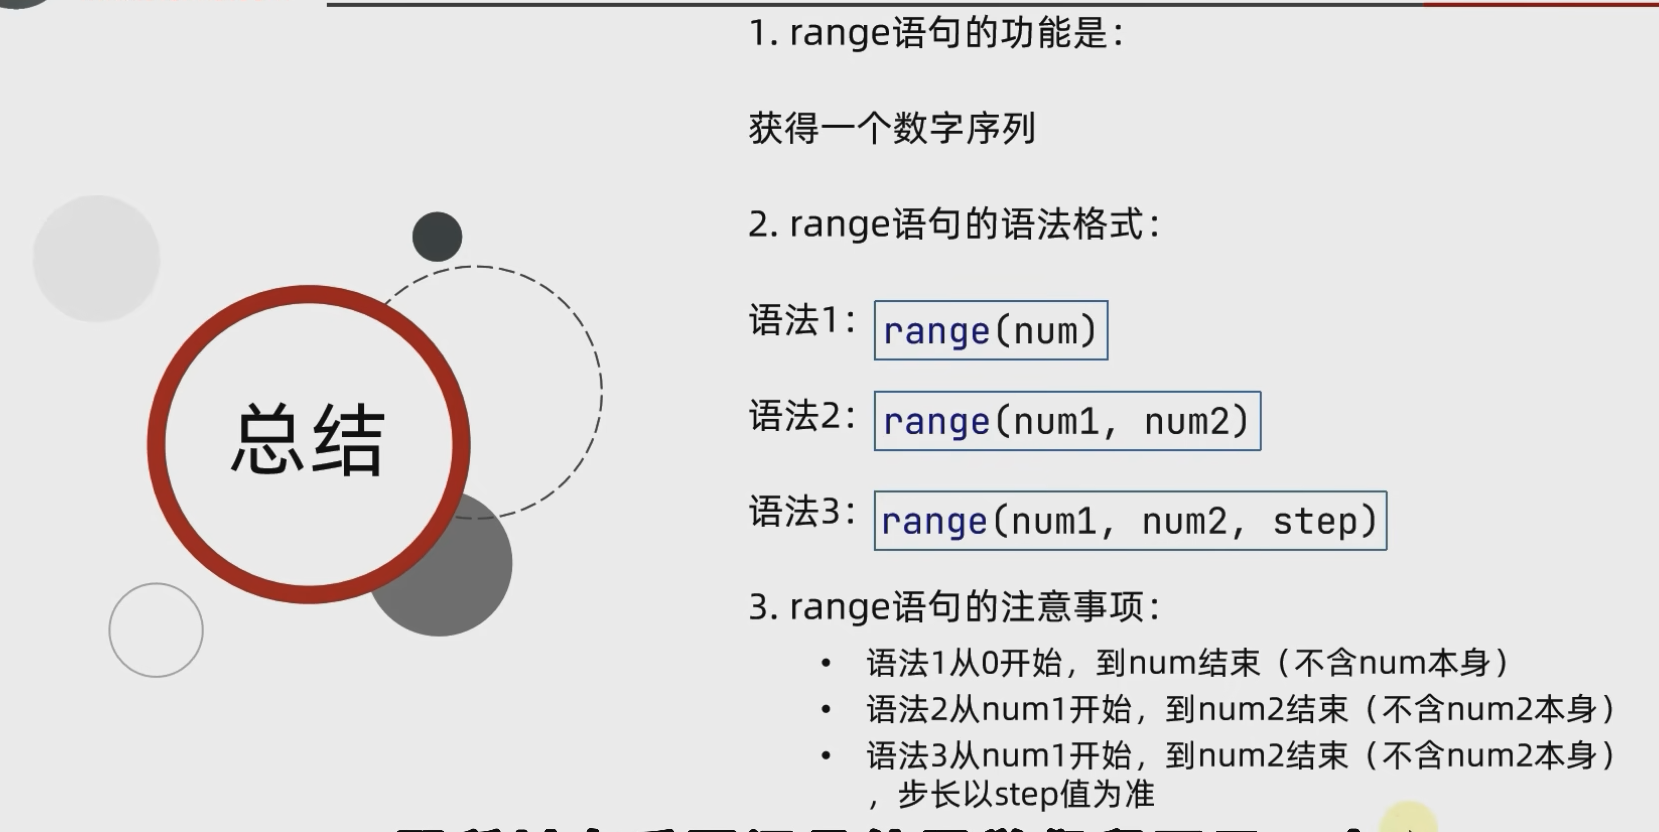 1. range语句的功能是：
获得一个数字序列
2. range语句的语法格式：
语法1：range(num)
语法2：range(num1, num2)
语法3：range(num1, num2, step)
总结
3. range语句的注意事项：
• 语法1从0开始，到num结束（不含num本身）
• 语法2从num1开始，到num2结束（不含num2本身）
• 语法3从num1开始，到num2结束（不含num2本身）
，步长以step值为准